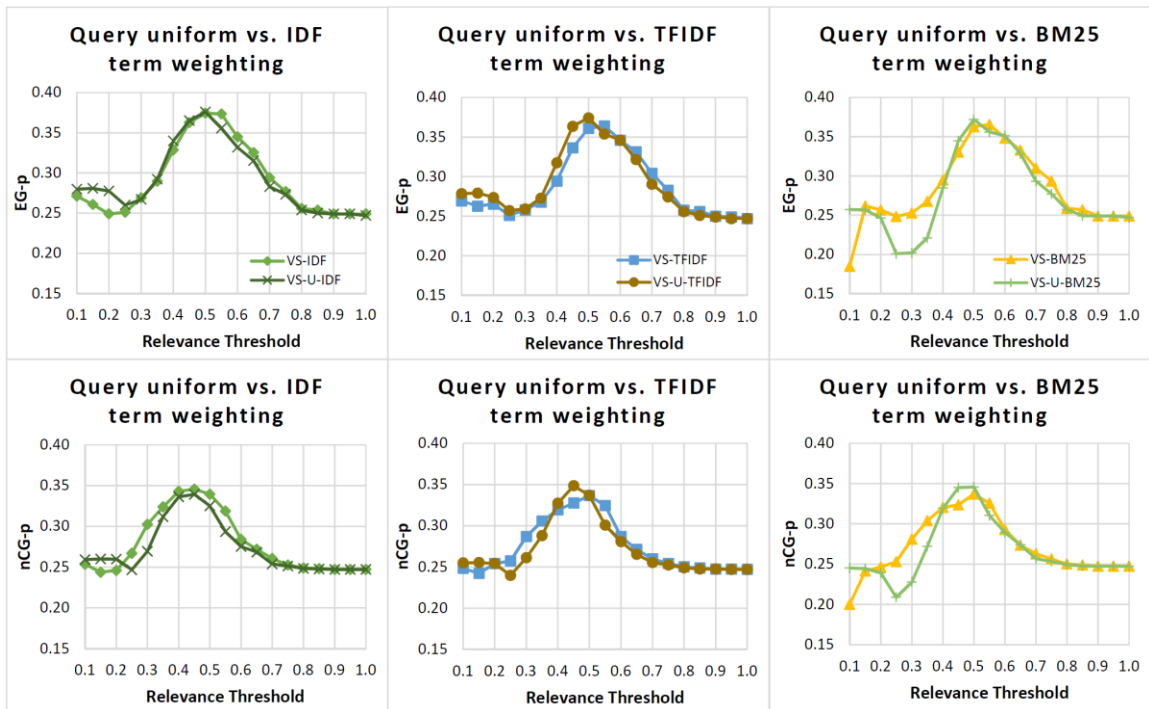 Query uniform vs. IDF
term weighting
EG-p
0.40
0.35
0.30
0.25
0.20
0.15
VS-IDF
VS-U-IDF
0.1 0.2 0.3 0.4 0.5 0.6 0.7 0.8 0.9 1.0
Relevance Threshold
Query uniform vs. TFIDF
term weighting
EG-p
0.40
0.35
0.30
0.25
0.20
0.15
VS-TFIDF
VS-U-TFIDF
0.1 0.2 0.3 0.4 0.5 0.6 0.7 0.8 0.9 1.0
Relevance Threshold
Query uniform vs. BM25
term weighting
EG-p
0.40
0.35
0.30
0.25
0.20
0.15
VS-BM25
VS-U-BM25
0.1 0.2 0.3 0.4 0.5 0.6 0.7 0.8 0.9 1.0
Relevance Threshold
Query uniform vs. IDF
term weighting
nCG-p
0.40
0.35
0.30
0.25
0.20
0.15
0.1 0.2 0.3 0.4 0.5 0.6 0.7 0.8 0.9 1.0
Relevance Threshold
Query uniform vs. TFIDF
term weighting
nCG-p
0.40
0.35
0.30
0.25
0.20
0.15
0.1 0.2 0.3 0.4 0.5 0.6 0.7 0.8 0.9 1.0
Relevance Threshold
Query uniform vs. BM25
term weighting
nCG-p
0.40
0.35
0.30
0.25
0.20
0.15
0.1 0.2 0.3 0.4 0.5 0.6 0.7 0.8 0.9 1.0
Relevance Threshold